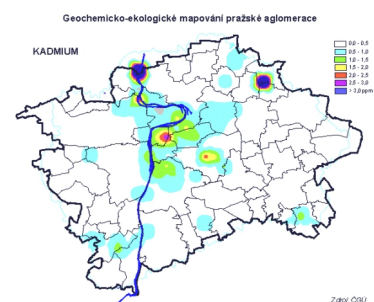 Geochemicko-ekologické mapování pražské aglomerace
KADMIUM
0,0 - 0,5
0,5 - 1,0
1,0 - 1,5
1,5 - 2,0
2,0 - 2,5
2,5 - 3,0
> 3,0 ppm
Zdroj: ČGÚ